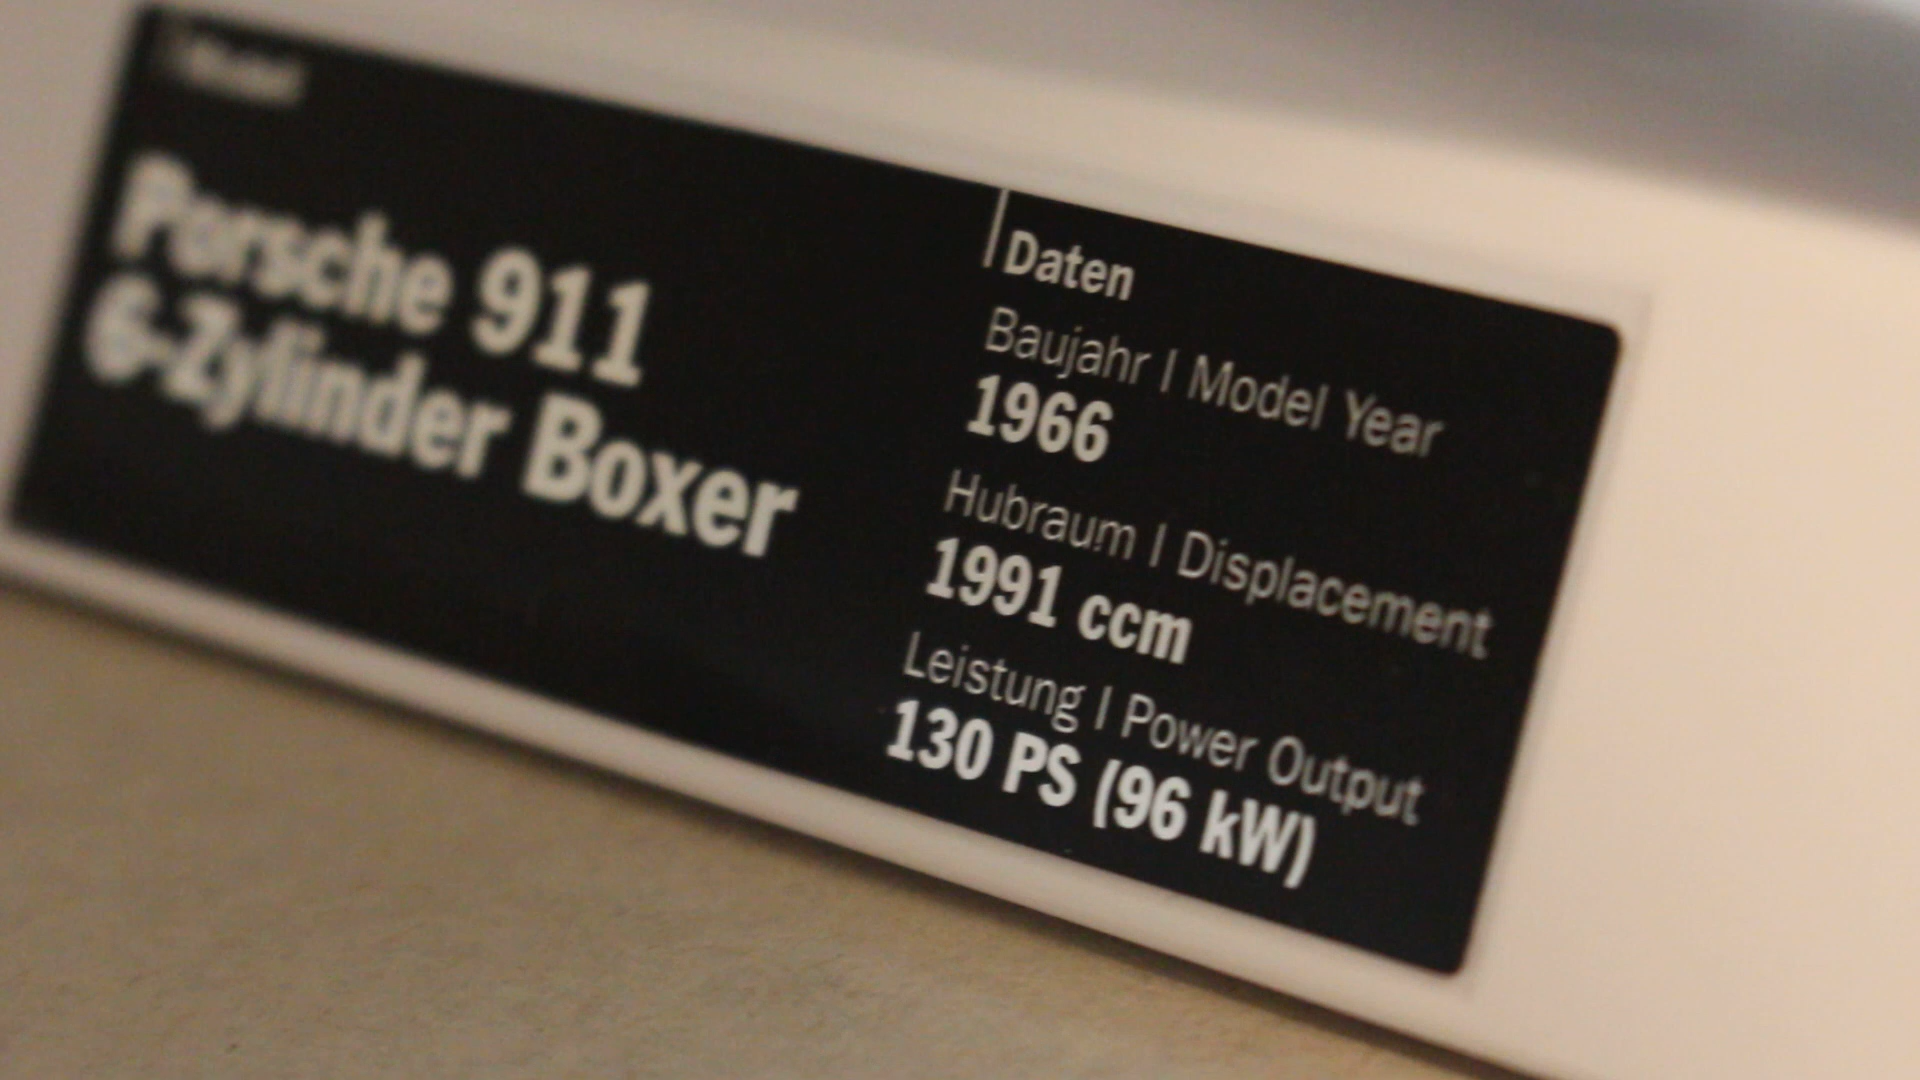 Porsche 911
6-Zylinder Boxer
Daten
Baujahr | Model Year
1966
Hubraum | Displacement
1991 ccm
Leistung | Power Output
130 PS (96 kW)